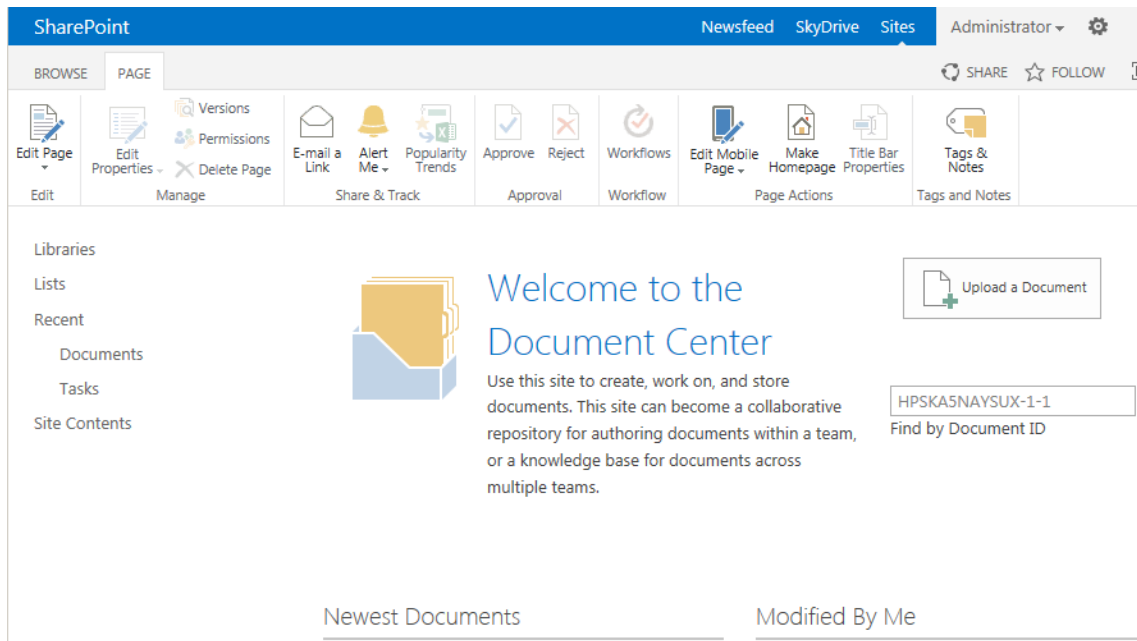 SharePoint Newsfeed SkyDrive Sites Administrator
BROWSE PAGE SHARE FOLLOW
Edit Page
Edit
Edit
Properties
Versions
Permissions
Delete Page
Manage
E-mail a
Link
Alert
Me
Popularity
Trends
Share & Track
Approve Reject
Approval
Workflows
Workflow
Edit Mobile
Page
Make
Homepage
Title Bar
Properties
Page Actions
Tags &
Notes
Tags and Notes
Libraries
Lists
Recent
Documents
Tasks
Site Contents
Welcome to the
Document Center
Use this site to create, work on, and store
documents. This site can become a collaborative
repository for authoring documents within a team,
or a knowledge base for documents across
multiple teams.
Upload a Document
HPSKA5NAYSUX-1-1
Find by Document ID
Newest Documents
Modified By Me